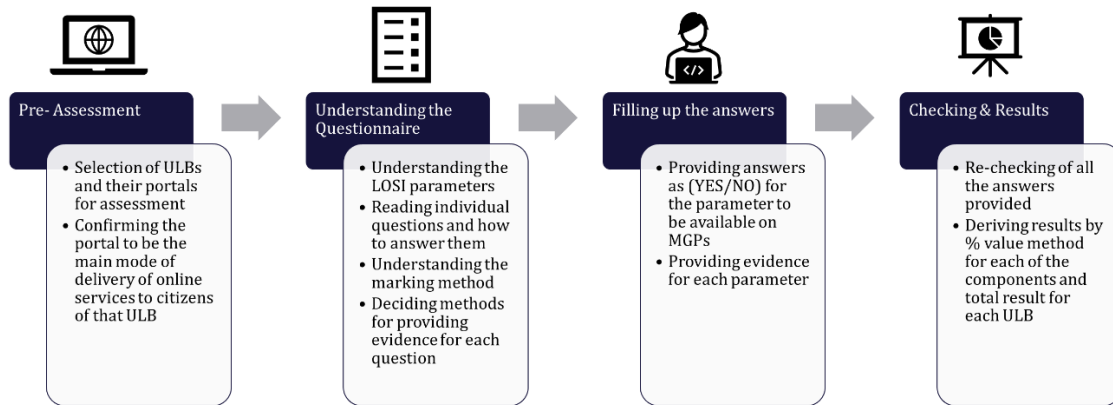 Pre- Assessment
• Selection of ULBs
and their portals
for assessment
• Confirming the
portal to be the
main mode of
delivery of online
services to citizens
of that ULB
Understanding the
Questionnaire
• Understanding the
LOSI parameters
• Reading individual
questions and how
to answer them
• Understanding the
marking method
• Deciding methods
for providing
evidence for each
question
</>
Filling up the answers
• Providing answers
as (YES/NO) for
the parameter to
be available on
MGPs
• Providing evidence
for each parameter
Checking & Results
• Re-checking of all
the answers
provided
• Deriving results by
% value method
for each of the
components and
total result for
each ULB